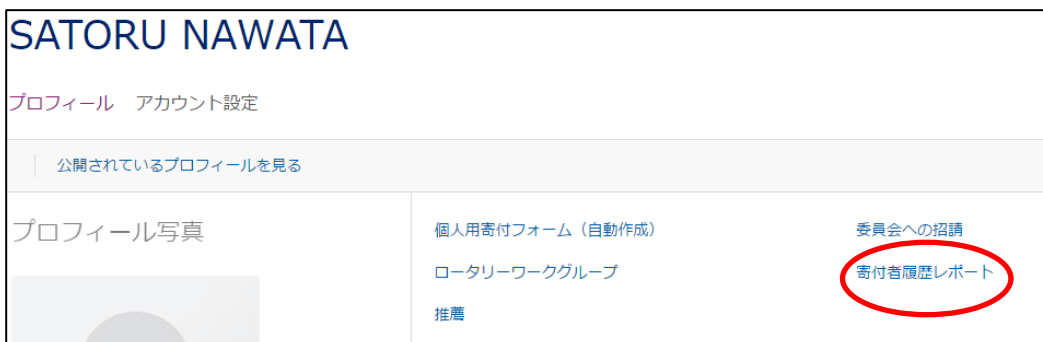 SATORU NAWATA
プロフィール アカウント設定
公開されているプロフィールを見る
プロフィール写真
個人用寄付フォーム（自動作成）
委員会への招請
ロータリーワークグループ
寄付者履歴レポート
推薦